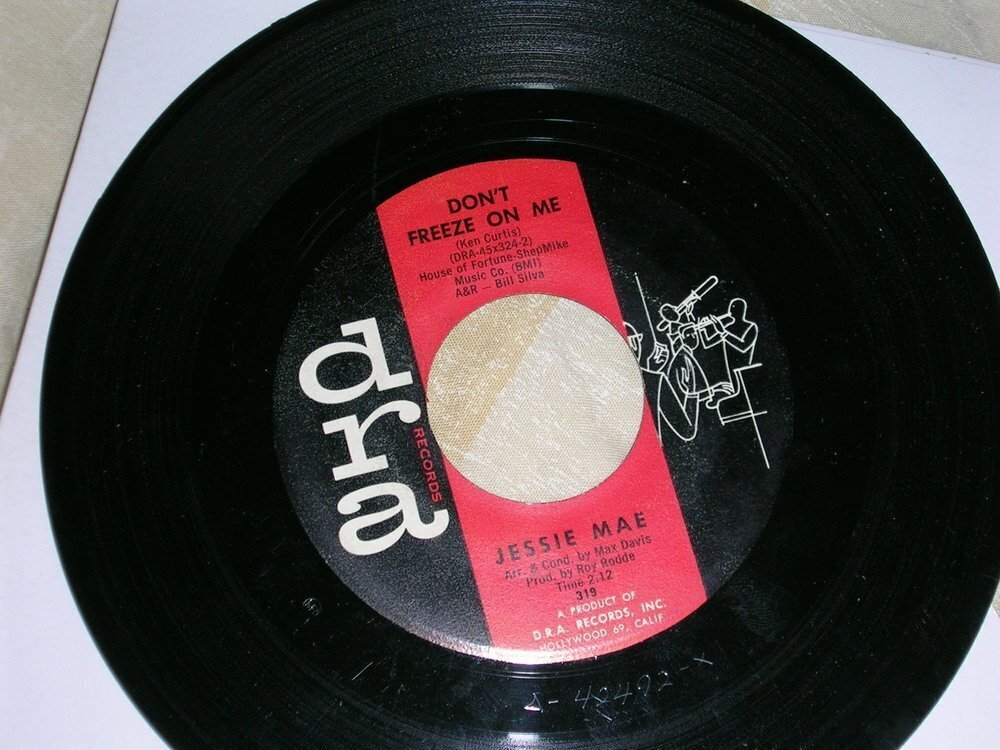 DON'T
FREEZE ON ME
(Ken Curtis)
(DRA-45x324-2)
House of Fortune-ShepMike
Music Co. (BMI)
A&R — Bill Silva
dra
RECORDS
JESSIE MAE
Arr. & Cond. by Max Davis
Prod. by Roy Rodde
Time 2:12
319
A PRODUCT OF
D.R.A. RECORDS, INC.
HOLLYWOOD 69, CALIF.
Δ-42492-X